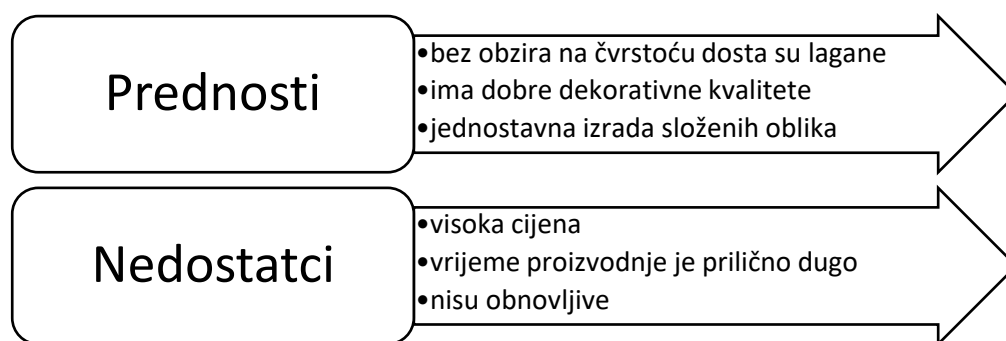 Prednosti
•bez obzira na čvrstoću dosta su lagane
•ima dobre dekorativne kvalitete
•jednostavna izrada složenih oblika
Nedostatci
•visoka cijena
•vrijeme proizvodnje je prilično dugo
•nisu obnovljive